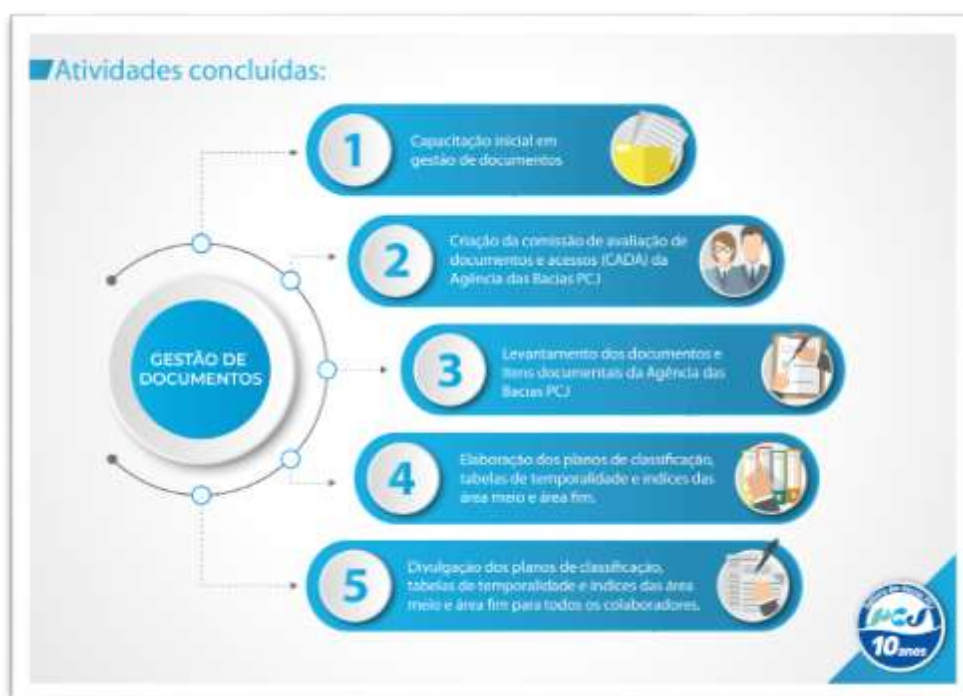 Atividades concluídas:
1
Capacitação inicial em
gestão de documentos
2
Criação da comissão de avaliação de
documentos e acessos (CADA) da
Agência das Bacias PCJ
GESTÃO DE
DOCUMENTOS
3
Levantamento dos documentos e
itens documentais da Agência das
Bacias PCJ
4
Elaboração dos planos de classificação,
tabelas de temporalidade e índices das
área meio e área fim.
5
Divulgação dos planos de classificação,
tabelas de temporalidade e índices das área
meio e área fim para todos os colaboradores.
PCJ
10 anos